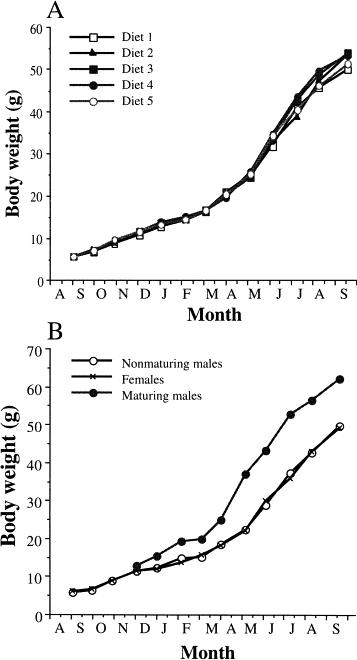 A
Diet 1
Diet 2
Diet 3
Diet 4
Diet 5
Body weight (g)
60
50
40
30
20
10
0
A S O N D J F M A M J J A S
Month
B
Nonmaturing males
Females
Maturing males
Body weight (g)
70
60
50
40
30
20
10
0
A S O N D J F M A M J J A S
Month